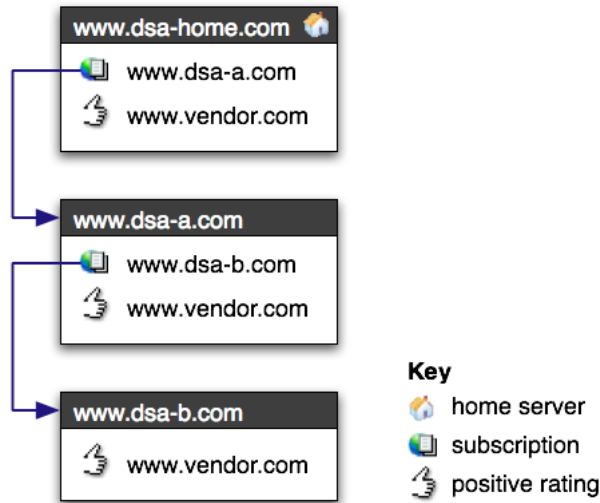 www.dsa-home.com
www.dsa-a.com
www.vendor.com
www.dsa-a.com
www.dsa-b.com
www.vendor.com
www.dsa-b.com
www.vendor.com
Key
home server
subscription
positive rating